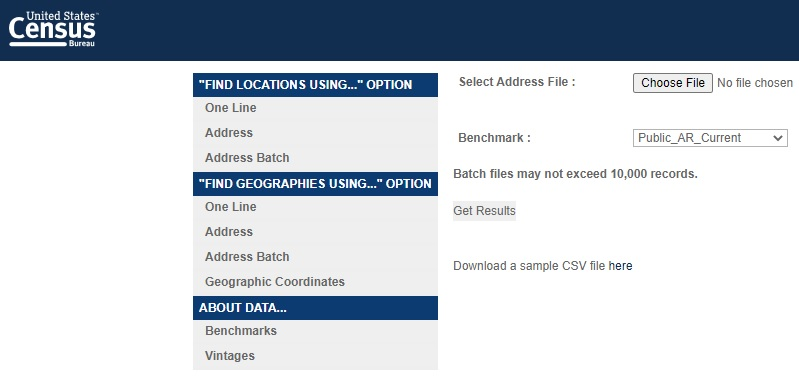 United States®
Census
Bureau
"FIND LOCATIONS USING..." OPTION
One Line
Address
Address Batch
"FIND GEOGRAPHIES USING..." OPTION
One Line
Address
Address Batch
Geographic Coordinates
ABOUT DATA...
Benchmarks
Vintages
Select Address File :
Choose File No file chosen
Benchmark :
Public_AR_Current
Batch files may not exceed 10,000 records.
Get Results
Download a sample CSV file here